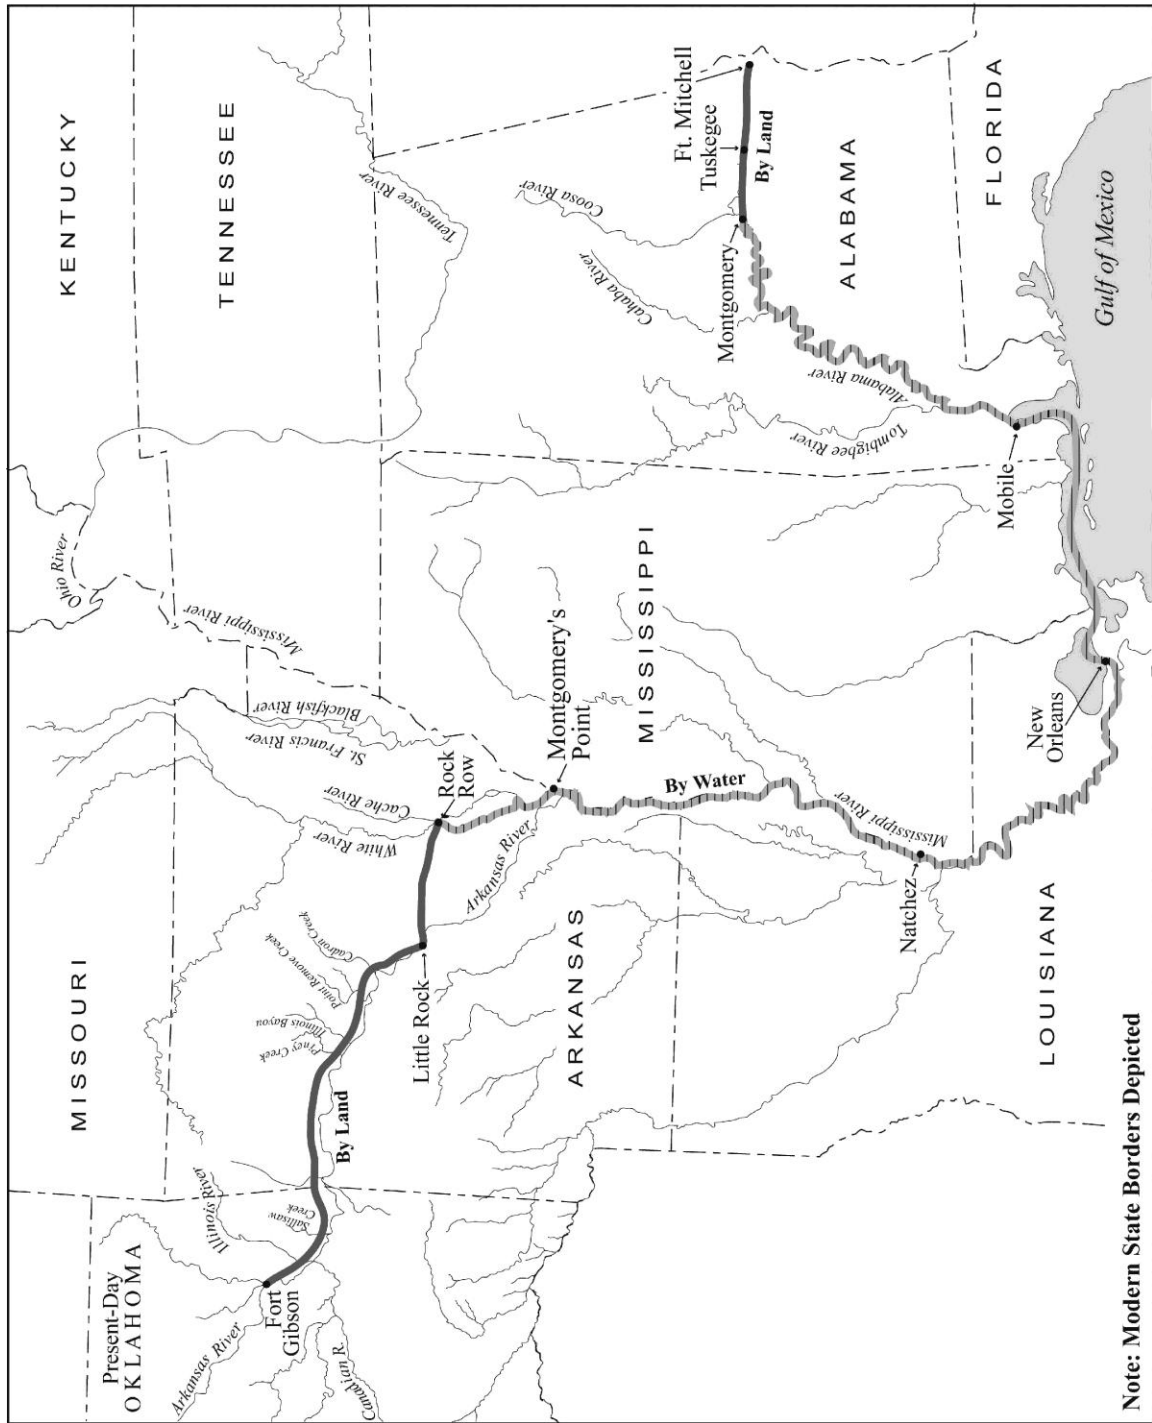 KENTUCKY
TENNESSEE
MISSOURI
Present-Day
OKLAHOMA
ARKANSAS
MISSISSIPPI
ALABAMA
FLORIDA
LOUISIANA
Gulf of Mexico
Ohio River
Mississippi River
Tennessee River
Blackfish River
St. Francis River
Cache River
White River
Rock
Row
Montgomery's
Point
Arkansas River
Cadron Creek
Point Remove Creek
Illinois Bayou
Piney Creek
Little Rock
By Land
Illinois River
Sallisaw
Creek
Fort
Gibson
Arkansas River
Canadian R.
By Water
Mississippi River
Natchez
New
Orleans
Mobile
Tombigbee River
Alabama River
Cahaba River
Coosa River
Montgomery
Tuskegee
Ft. Mitchell
By Land
Note: Modern State Borders Depicted